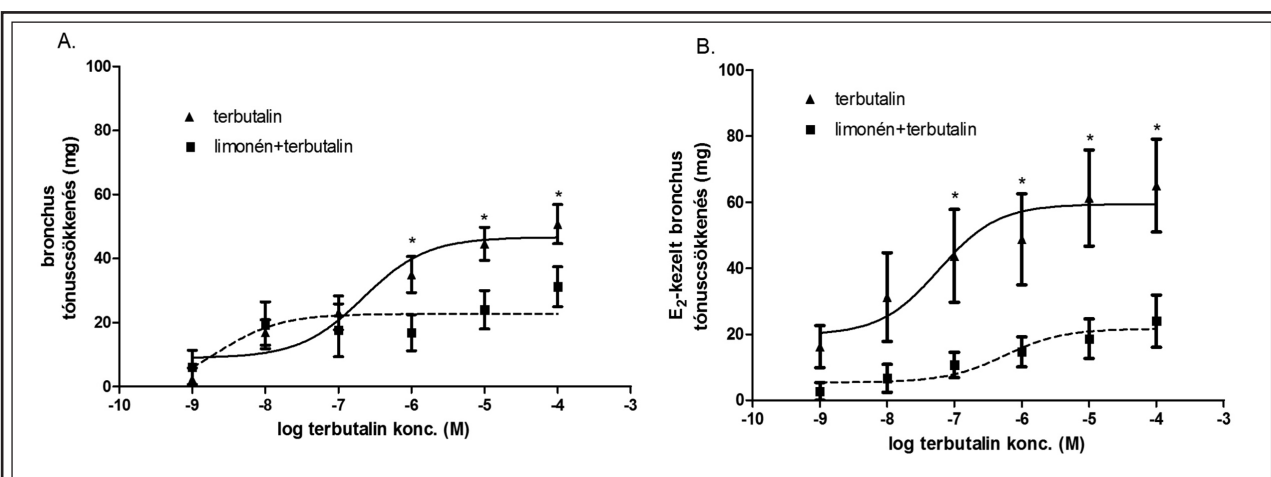 A.
100
80
60
40
20
0
bronchus
tónuscsökkenés (mg)
terbutalin
limonén+terbutalin
*
*
*
-10
-9
-8
-7
-6
-5
-4
-3
log terbutalin konc. (M)
B.
100
80
60
40
20
0
E₂-kezelt bronchus
tónuscsökkenés (mg)
terbutalin
limonén+terbutalin
*
*
*
*
-10
-9
-8
-7
-6
-5
-4
-3
log terbutalin konc. (M)